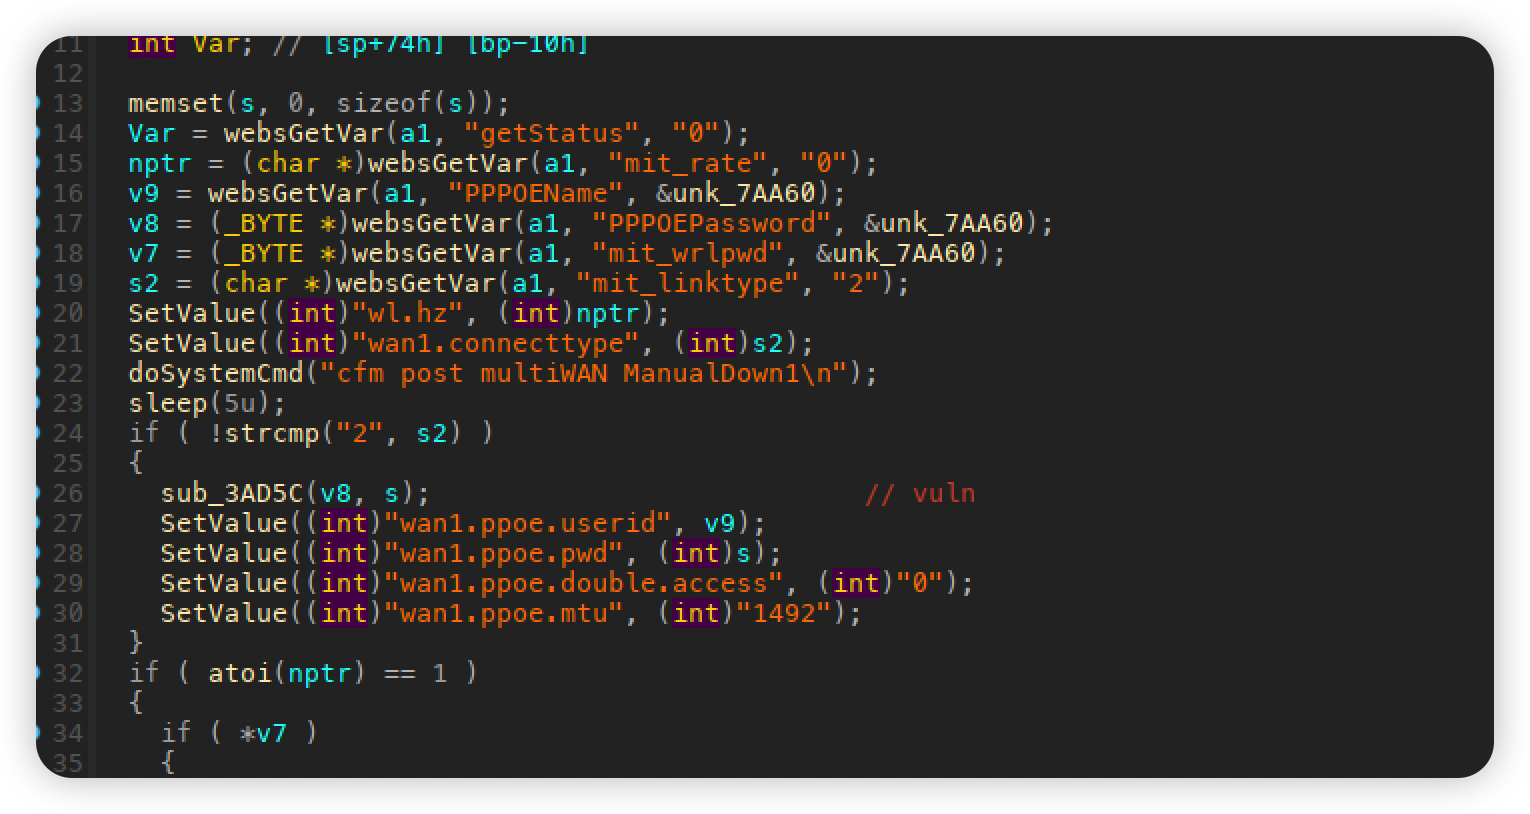 11 int Var; // [sp+74h] [bp-10h]
12
13 memset(s, 0, sizeof(s));
14 Var = websGetVar(a1, "getStatus", "0");
15 nptr = (char *)websGetVar(a1, "mit_rate", "0");
16 v9 = websGetVar(a1, "PPPOEName", &unk_7AA60);
17 v8 = (_BYTE *)websGetVar(a1, "PPPOEPassword", &unk_7AA60);
18 v7 = (_BYTE *)websGetVar(a1, "mit_wrlpwd", &unk_7AA60);
19 s2 = (char *)websGetVar(a1, "mit_linktype", "2");
20 SetValue((int)"wl.hz", (int)nptr);
21 SetValue((int)"wan1.connecttype", (int)s2);
22 doSystemCmd("cfm post multiWAN ManualDown1\n");
23 sleep(5u);
24 if ( !strcmp("2", s2) )
25 {
26 sub_3AD5C(v8, s); // vuln
27 SetValue((int)"wan1.ppoe.userid", v9);
28 SetValue((int)"wan1.ppoe.pwd", (int)s);
29 SetValue((int)"wan1.ppoe.double.access", (int)"0");
30 SetValue((int)"wan1.ppoe.mtu", (int)"1492");
31 }
32 if ( atoi(nptr) == 1 )
33 {
34 if ( *v7 )
35 {